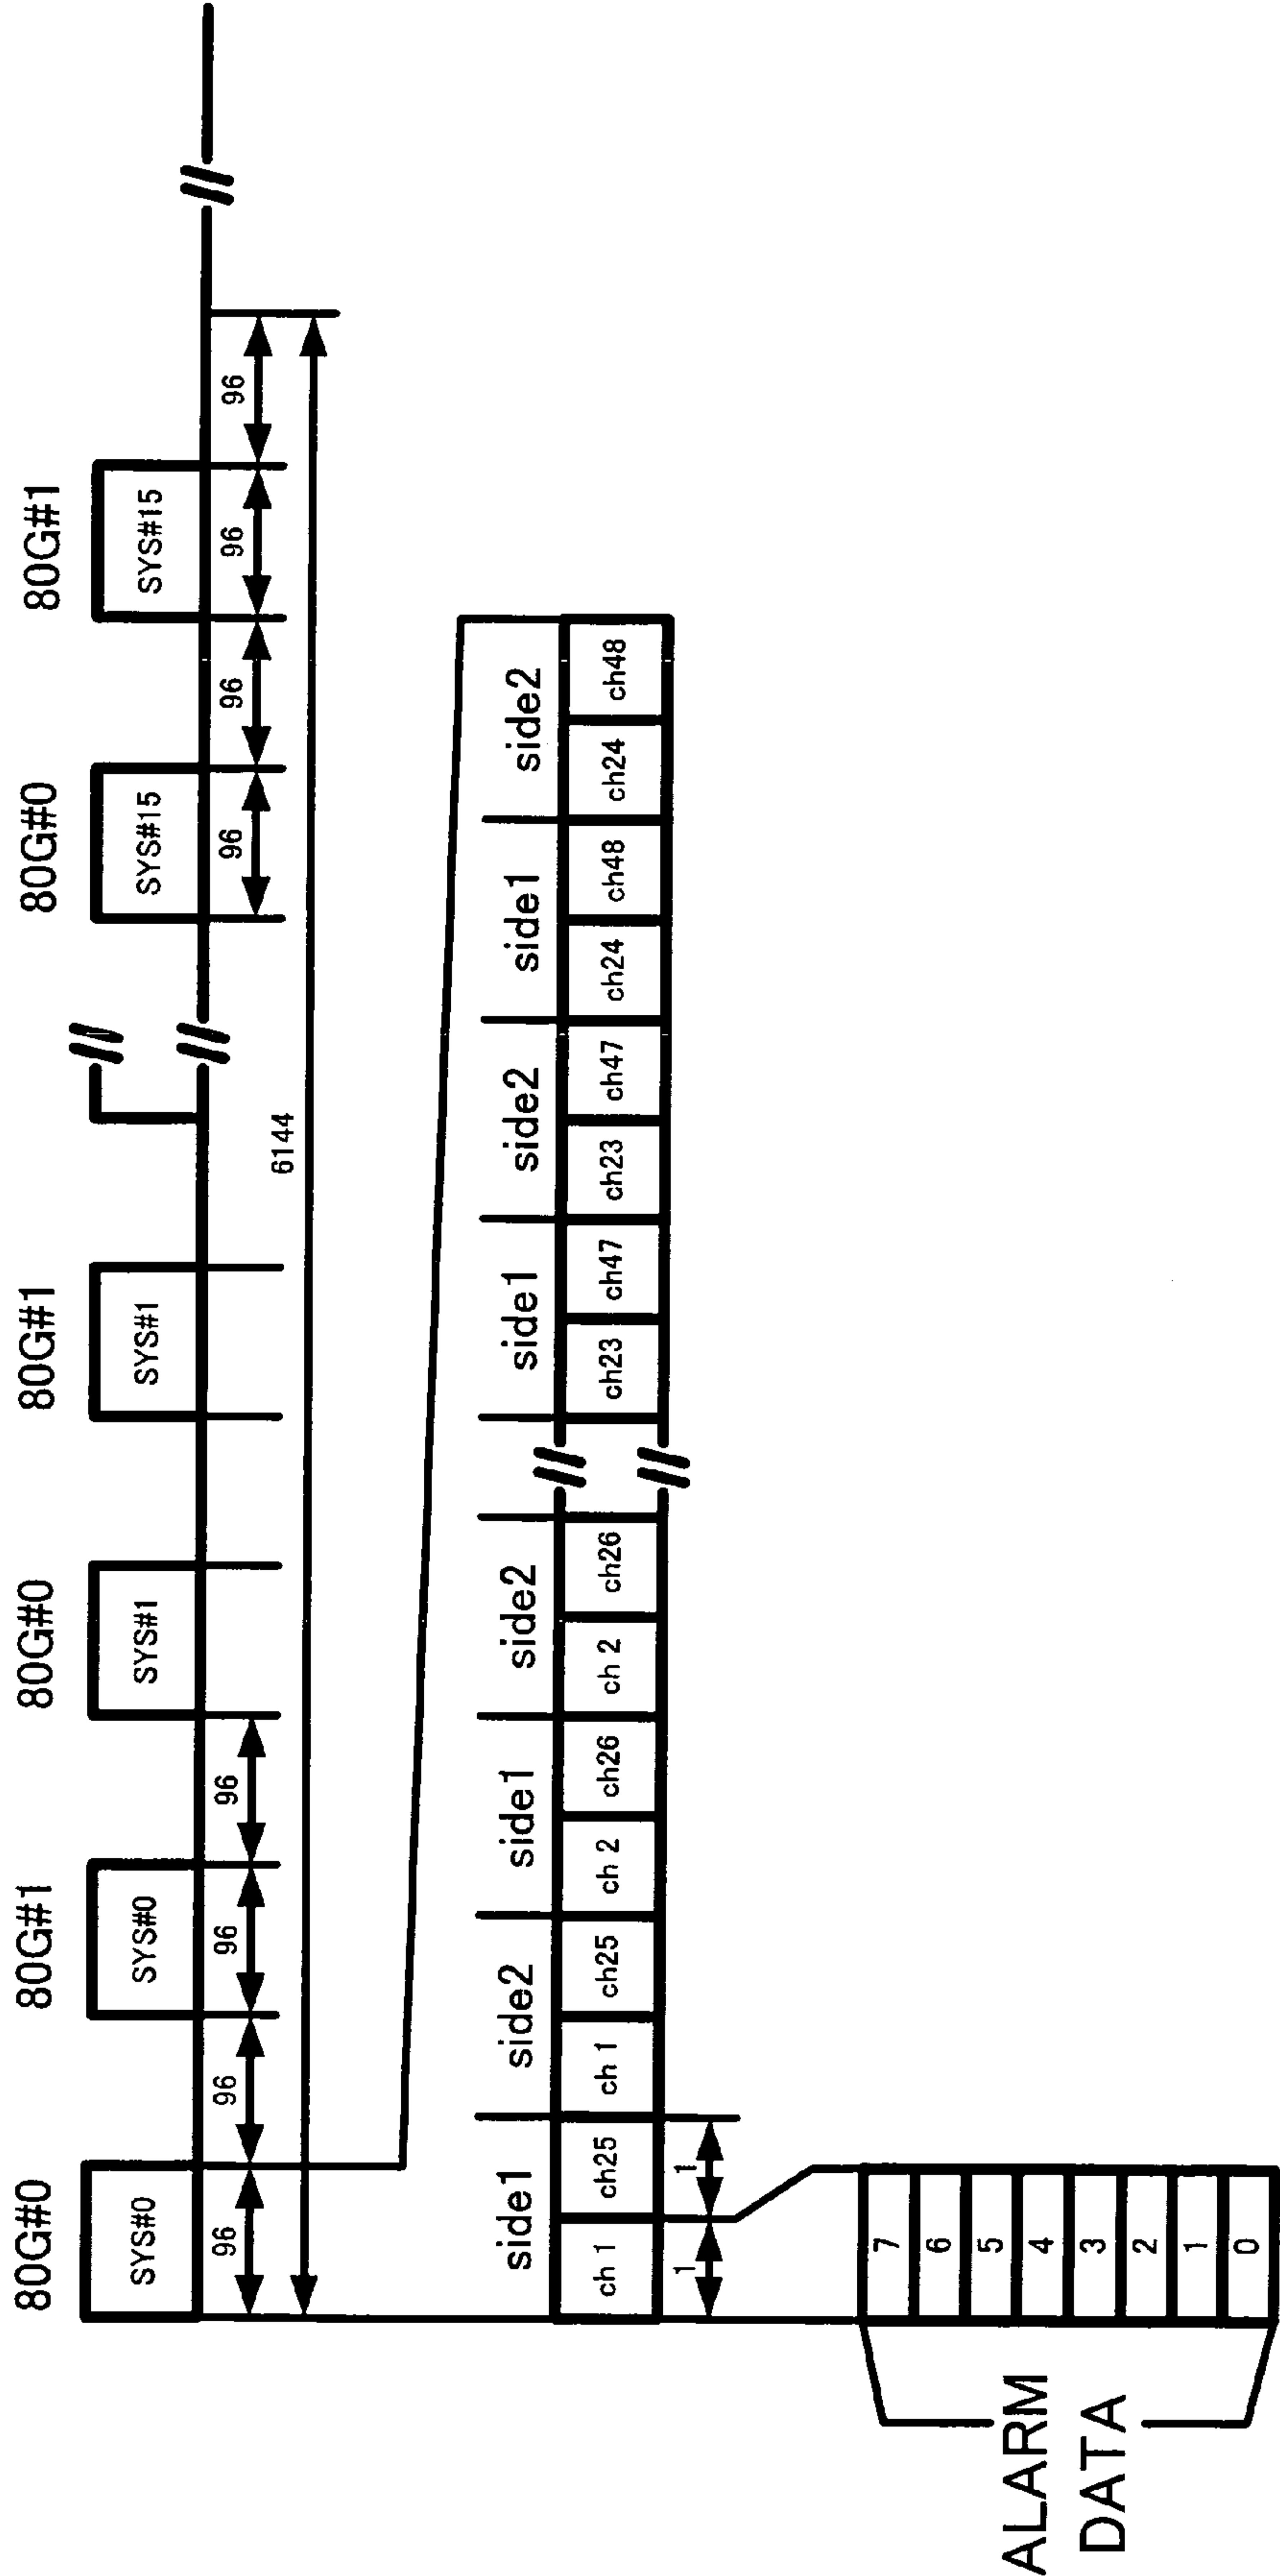 80G#0 80G#1 80G#0 80G#1 80G#0 80G#1
SYS#0 SYS#0 SYS#1 SYS#1 SYS#15 SYS#15
96 96 96 96 96 96 96 96
6144
side1 side2 side1 side2 side1 side2 side1 side2
ch 1 ch25 ch 1 ch25 ch 2 ch26 ch 2 ch26 ch23 ch47 ch23 ch47 ch24 ch48 ch24 ch48
1 1
7
6
5
4
3
2
1
0
ALARM
DATA